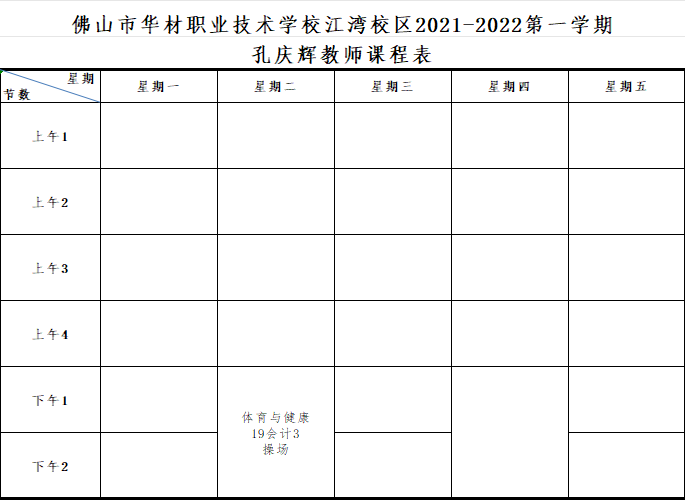 佛山市华材职业技术学校江湾校区2021-2022第一学期
孔庆辉教师课程表
星期
节数
星期一
星期二
星期三
星期四
星期五
上午1
上午2
上午3
上午4
下午1
体育与健康
19会计3
操场
下午2